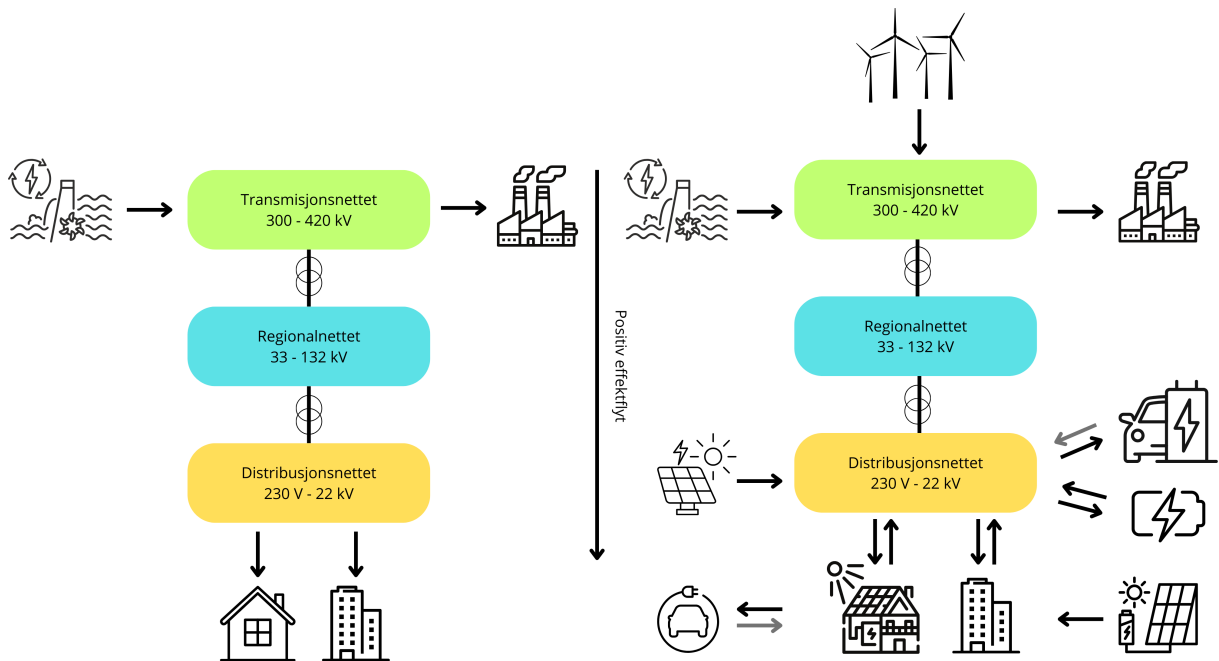 Transmisjonsnettet
300 - 420 kV
Regionalnettet
33 - 132 kV
Distribusjonsnettet
230 V - 22 kV
Positiv effektflyt
Transmisjonsnettet
300 - 420 kV
Regionalnettet
33 - 132 kV
Distribusjonsnettet
230 V - 22 kV